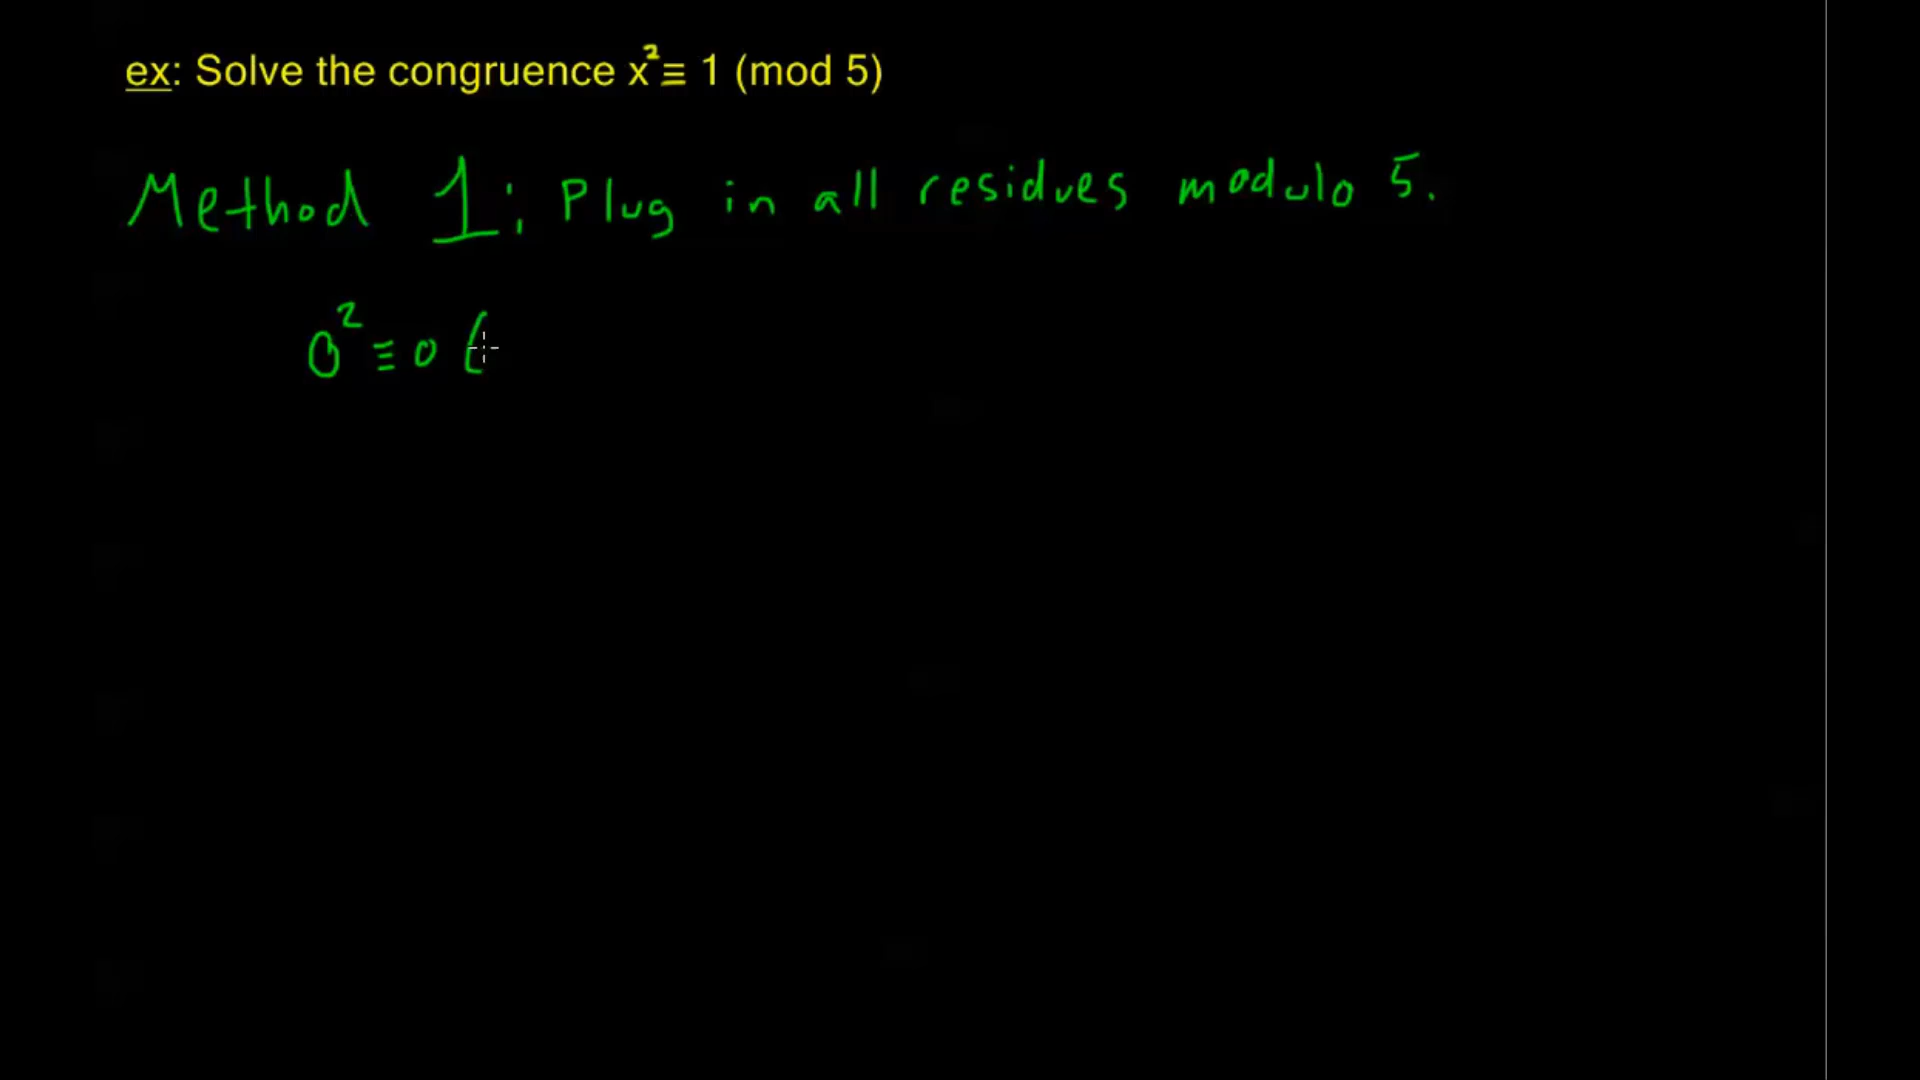 ex: Solve the congruence x² ≡ 1 (mod 5)
Method 1: Plug in all residues modulo 5.
0² ≡ 0 (